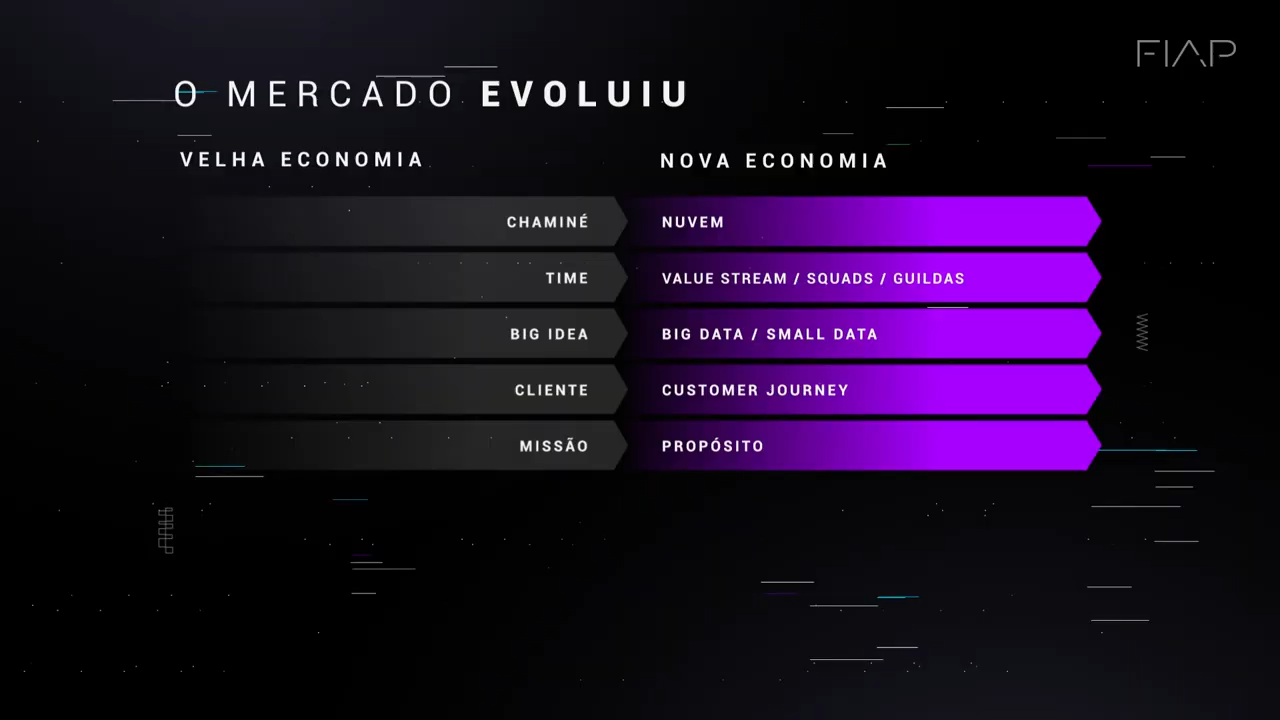 FIAP
O MERCADO EVOLUIU
VELHA ECONOMIA
NOVA ECONOMIA
CHAMINÉ
NUVEM
TIME
VALUE STREAM / SQUADS / GUILDAS
BIG IDEA
BIG DATA / SMALL DATA
CLIENTE
CUSTOMER JOURNEY
MISSÃO
PROPÓSITO